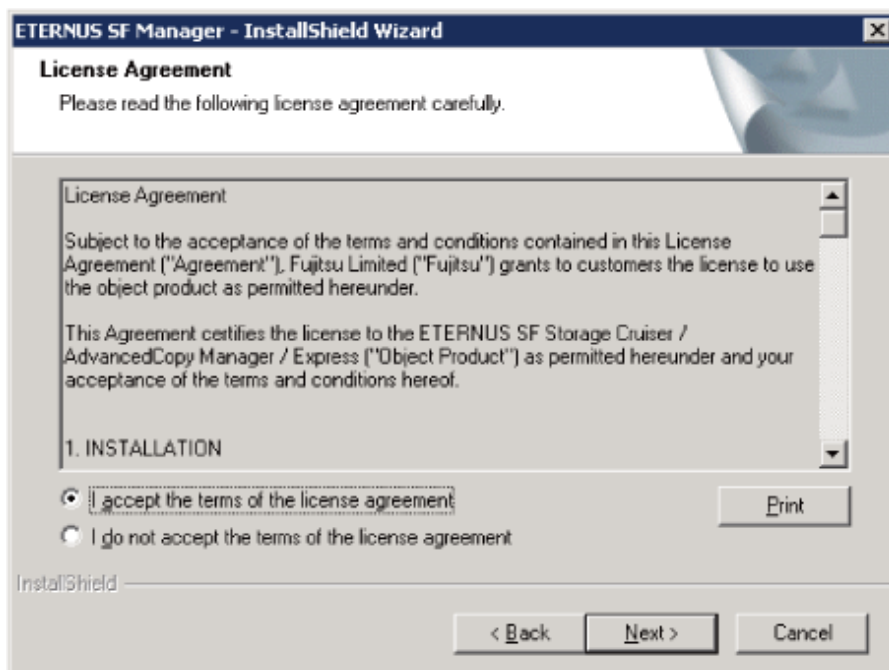 ETERNUS SF Manager - InstallShield Wizard
License Agreement
Please read the following license agreement carefully.
License Agreement
Subject to the acceptance of the terms and conditions contained in this License
Agreement ("Agreement"), Fujitsu Limited ("Fujitsu") grants to customers the license to use
the object product as permitted hereunder.
This Agreement certifies the license to the ETERNUS SF Storage Cruiser /
AdvancedCopy Manager / Express ("Object Product") as permitted hereunder and your
acceptance of the terms and conditions hereof.
1. INSTALLATION
I accept the terms of the license agreement
Print
I do not accept the terms of the license agreement
InstallShield
< Back
Next >
Cancel